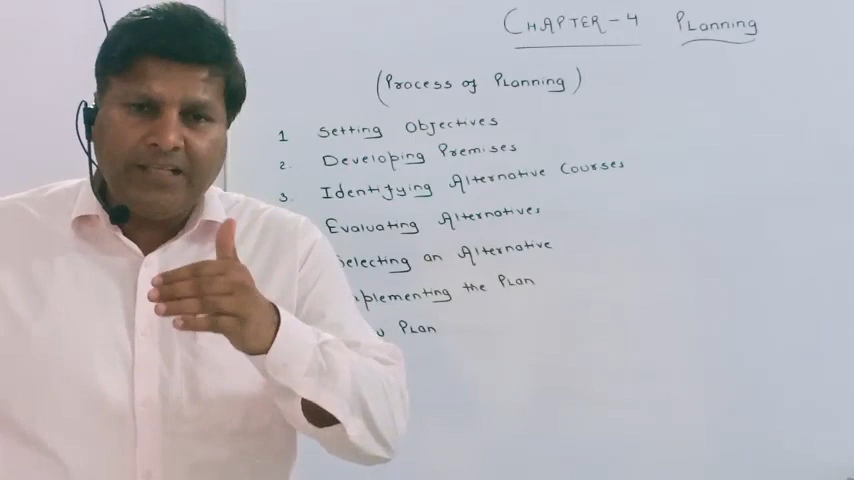 CHAPTER-4 Planning
(Process of Planning)
1 Setting Objectives
2. Developing Premises
3. Identifying Alternative Courses
Evaluating Alternatives
Selecting an Alternative
the Plan
Plan